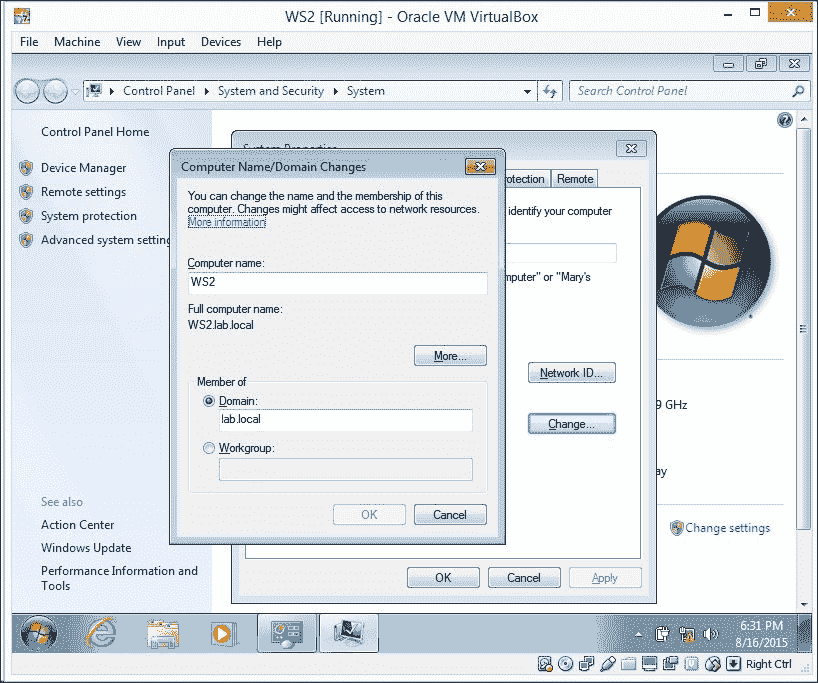 WS2 [Running] - Oracle VM VirtualBox
File Machine View Input Devices Help
Control Panel System and Security System
Search Control Panel
Control Panel Home
Device Manager
Remote settings
System protection
Advanced system setting
See also
Action Center
Windows Update
Performance Information and
Tools
Remote
identify your computer
or "Mary's
Network ID...
Change...
OK Cancel Apply
Computer Name/Domain Changes
You can change the name and the membership of this
computer. Changes might affect access to network resources.
More information
Computer name:
WS2
Full computer name:
WS2.lab.local
More...
Member of
Domain:
lab.local
Workgroup:
OK Cancel
9 GHz
ay
Change settings
6:31 PM
8/16/2015
Right Ctrl